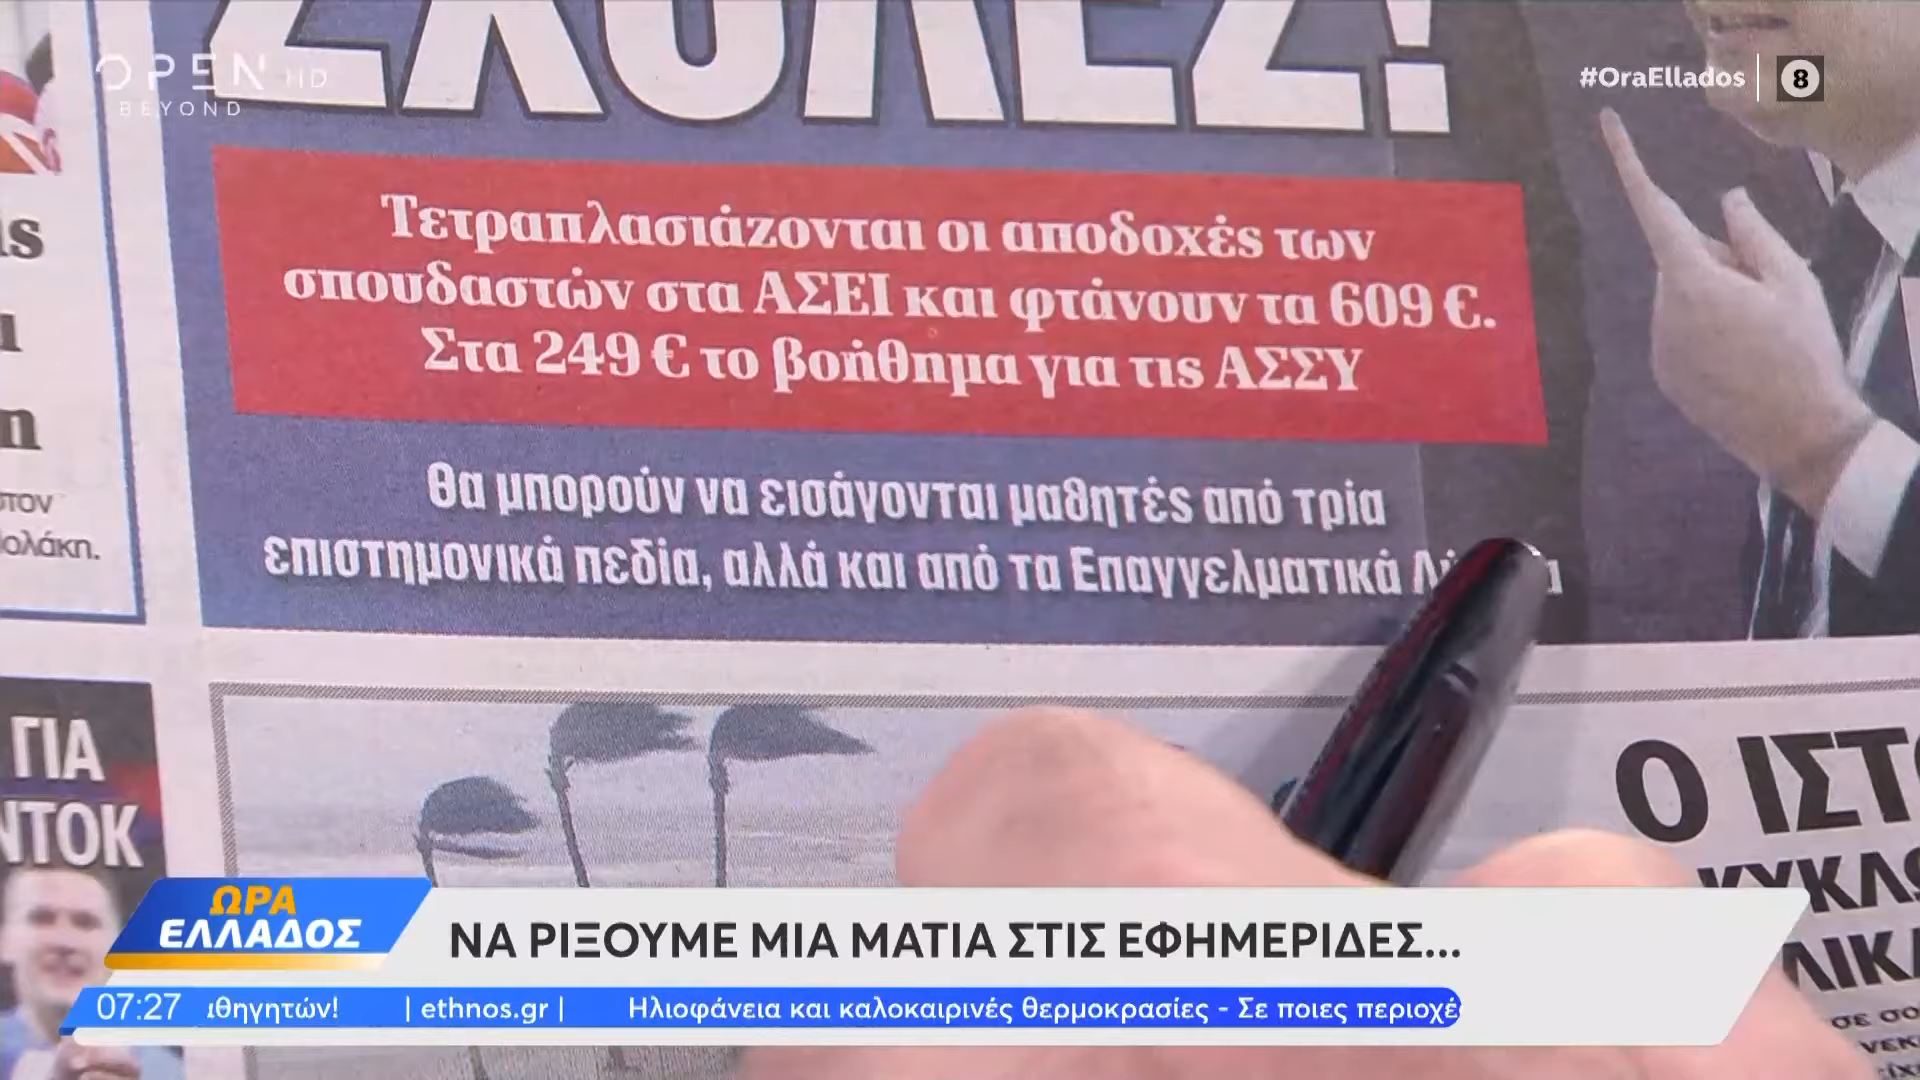 ΣΧΟΛΕΣ!
OPEN HD
BEYOND
#OraEllados
8
Τετραπλασιάζονται οι αποδοχές των
σπουδαστών στα ΑΣΕΙ και φτάνουν τα 609 €.
Στα 249 € το βοήθημα για τις ΑΣΣΥ
Θα μπορούν να εισάγονται μαθητές από τρία
επιστημονικά πεδία, αλλά και από τα Επαγγελματικά
ΓΙΑ
ΝΤΟΚ
Ο ΙΣΤ
ΩΡΑ
ΕΛΛΑΔΟΣ
ΝΑ ΡΙΞΟΥΜΕ ΜΙΑ ΜΑΤΙΑ ΣΤΙΣ ΕΦΗΜΕΡΙΔΕΣ...
07:27 αθηγητών! | ethnos.gr | Ηλιοφάνεια και καλοκαιρινές θερμοκρασίες - Σε ποιες περιοχέ